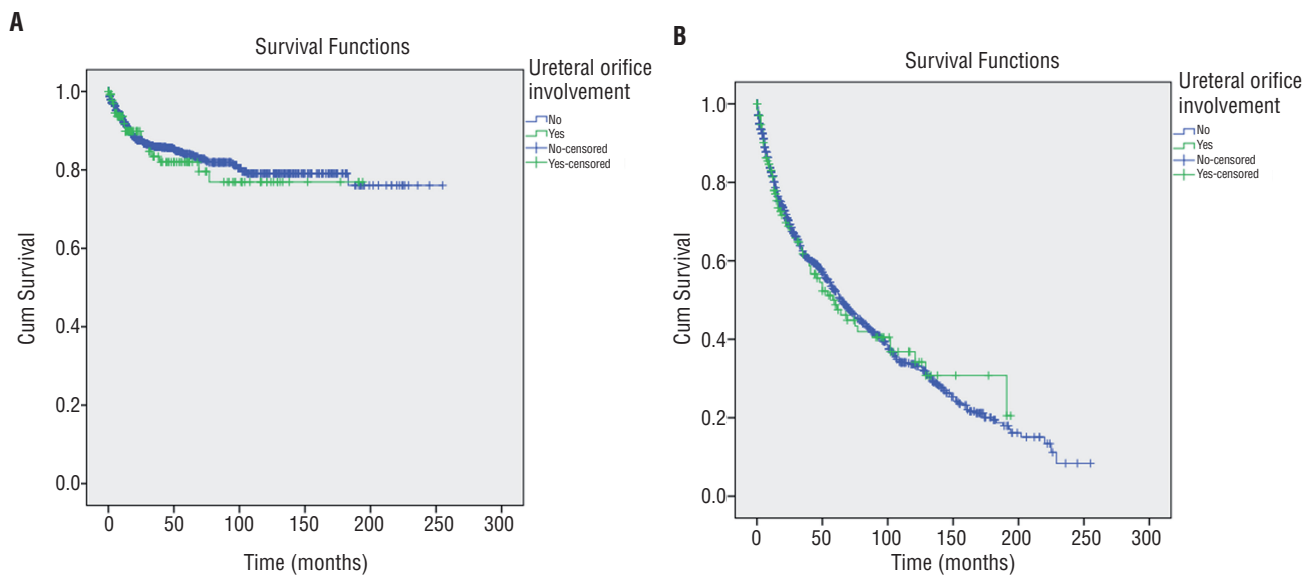 A
Survival Functions
Ureteral orifice
involvement
No
Yes
No-censored
Yes-censored
1.0
0.8
0.6
0.4
0.2
0.0
Cum Survival
0 50 100 150 200 250 300
Time (months)
B
Survival Functions
Ureteral orifice
involvement
No
Yes
No-censored
Yes-censored
1.0
0.8
0.6
0.4
0.2
0.0
Cum Survival
0 50 100 150 200 250 300
Time (months)